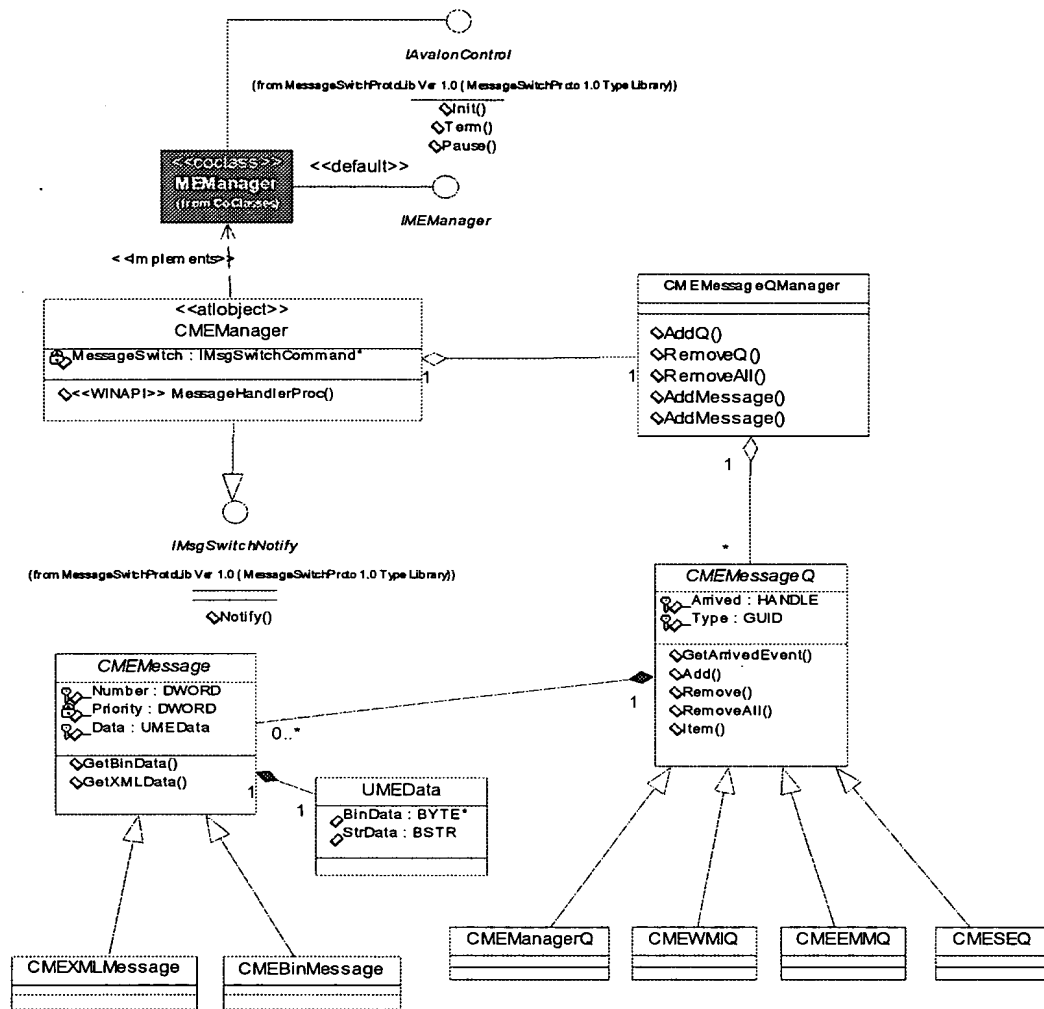 IAvalonControl
(from MessageSwitchProtoLib Ver 1.0 ( MessageSwitchProto 1.0 Type Library))
Init()
Term()
Pause()
<<coclass>>
MEManager
(from CoClasses)
<<default>>
IMEManager
<<Implements>>
<<atlobject>>
CMEManager
MessageSwitch : IMsgSwitchCommand*
<<WINAPI>> MessageHandlerProc()
1
1
CMEMessageQManager
AddQ()
RemoveQ()
RemoveAll()
AddMessage()
AddMessage()
1
*
IMsgSwitchNotify
(from MessageSwitchProtoLib Ver 1.0 ( MessageSwitchProto 1.0 Type Library))
Notify()
CMEMessageQ
_Arrived : HANDLE
_Type : GUID
GetArrivedEvent()
Add()
Remove()
RemoveAll()
Item()
1
0..*
CMEMessage
_Number : DWORD
_Priority : DWORD
_Data : UMEData
GetBinData()
GetXMLData()
1
1
UMEData
BinData : BYTE*
StrData : BSTR
CMEXMLMessage
CMEBinMessage
CMEManagerQ
CMEWMIQ
CMEEMMQ
CMESEQ